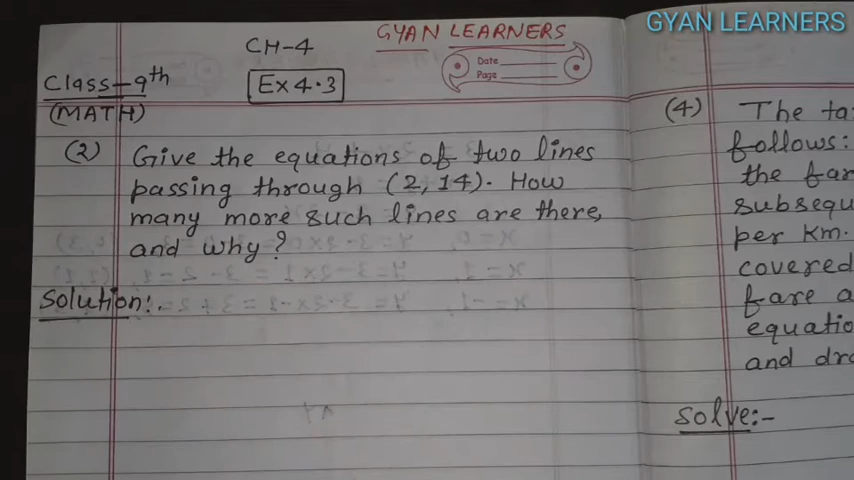 GYAN LEARNERS
CH-4
GYAN LEARNERS
Class-9th
Ex 4.3
Date
Page
(MATH)
(2) Give the equations of two lines
passing through (2, 14). How
many more such lines are there,
and why?
Solution:.
(4) The ta
follows:
the far
subsequ
per Km.
covered
fare a
equatio
and dra
Solve:-